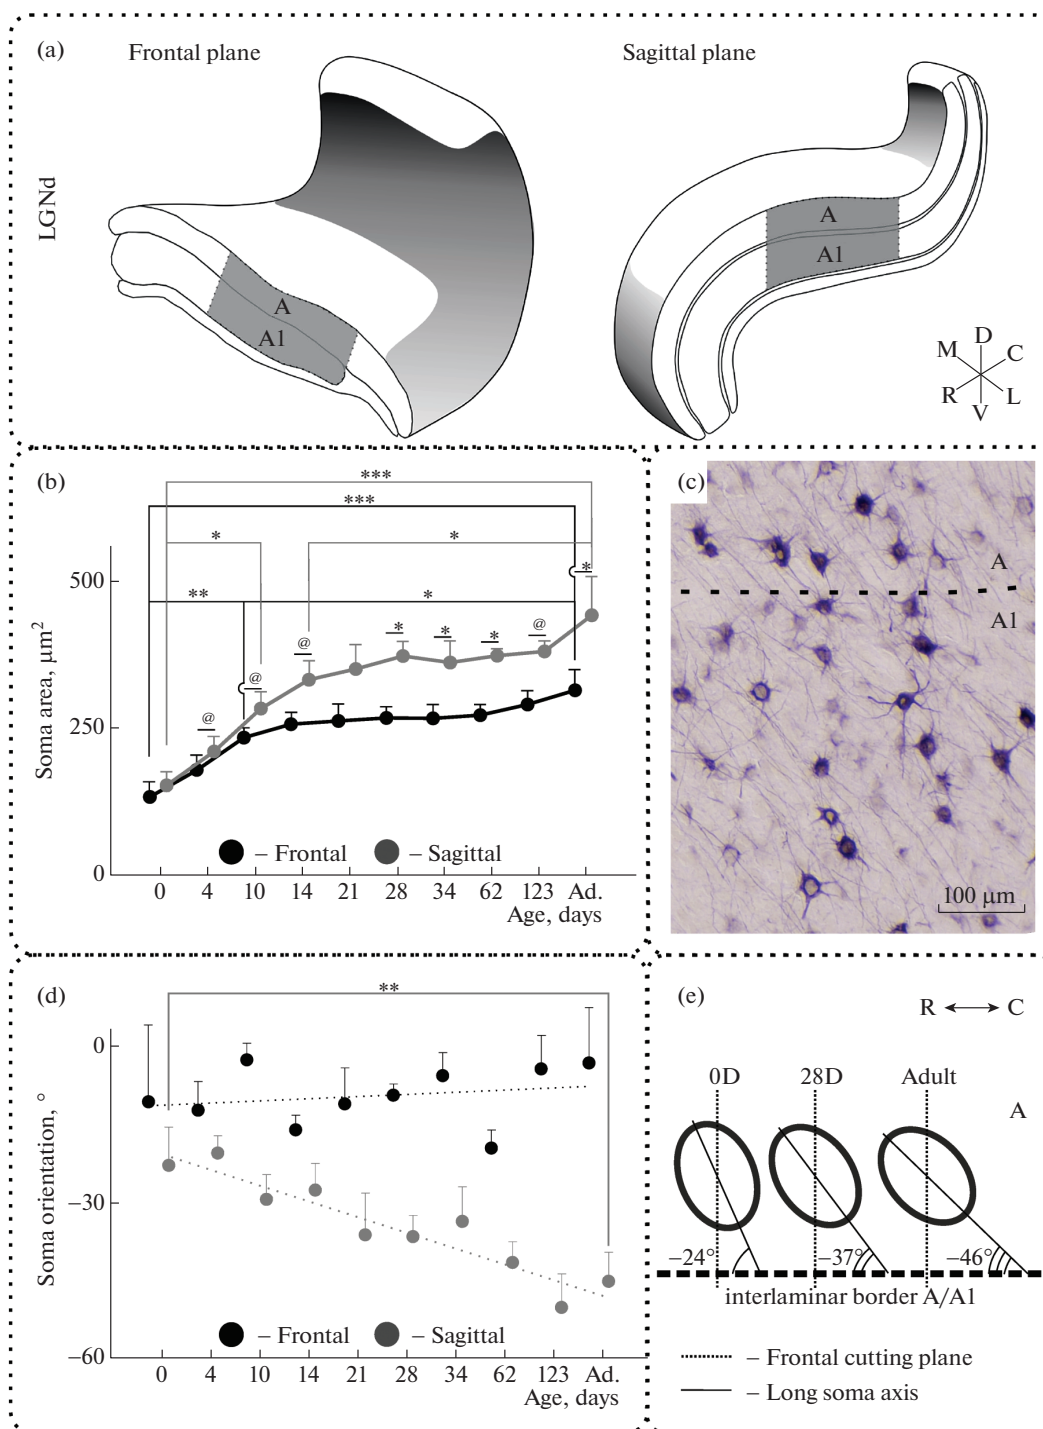 (a)
Frontal plane
Sagittal plane
LGNd
A
A1
A
A1
D
M
C
R
L
V
(b)
***
***
*
*
*
**
*
500
@
*
*
*
@
@
@
250
0
Soma area, µm²
– Frontal
– Sagittal
0 4 10 14 21 28 34 62 123 Ad.
Age, days
(c)
A
A1
100 µm
(d)
**
0
–30
–60
Soma orientation, °
– Frontal
– Sagittal
0 4 10 14 21 28 34 62 123 Ad.
Age, days
(e)
R
C
0D
28D
Adult
A
–24°
–37°
–46°
interlaminar border A/A1
– Frontal cutting plane
– Long soma axis